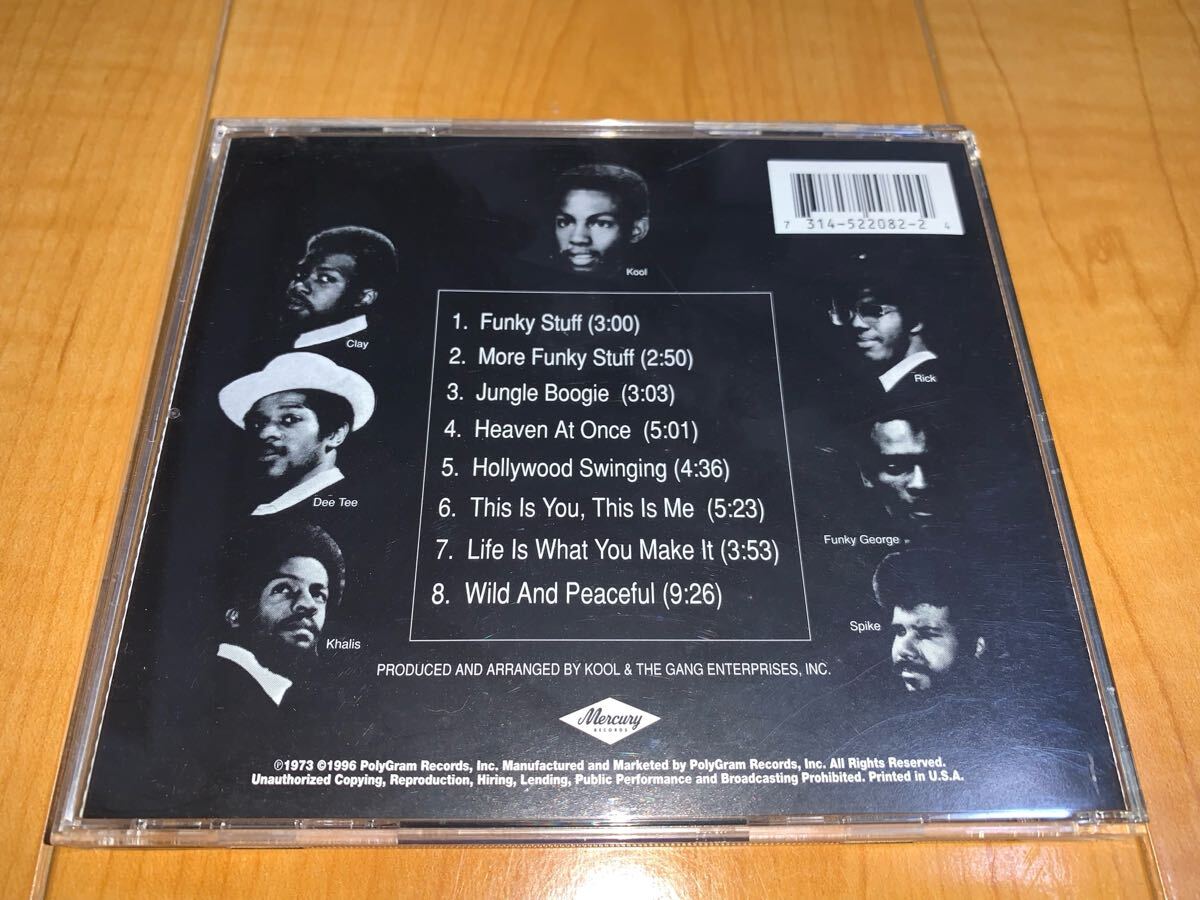 7 314-522082-2 4
Kool
Clay
Rick
Dee Tee
Funky George
Khalis
Spike
1. Funky Stuff (3:00)
2. More Funky Stuff (2:50)
3. Jungle Boogie (3:03)
4. Heaven At Once (5:01)
5. Hollywood Swinging (4:36)
6. This Is You, This Is Me (5:23)
7. Life Is What You Make It (3:53)
8. Wild And Peaceful (9:26)
PRODUCED AND ARRANGED BY KOOL & THE GANG ENTERPRISES, INC.
Mercury
RECORDS
℗1973 ©1996 PolyGram Records, Inc. Manufactured and Marketed by PolyGram Records, Inc. All Rights Reserved.
Unauthorized Copying, Reproduction, Hiring, Lending, Public Performance and Broadcasting Prohibited. Printed in U.S.A.